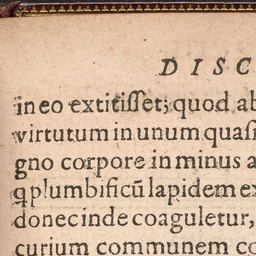 DISC
in eo extitisset; quod ab
virtutum in unum quas
gno corpore in minus a
q plumbificũ lapidem ex
donec inde coaguletur,
curium communem co